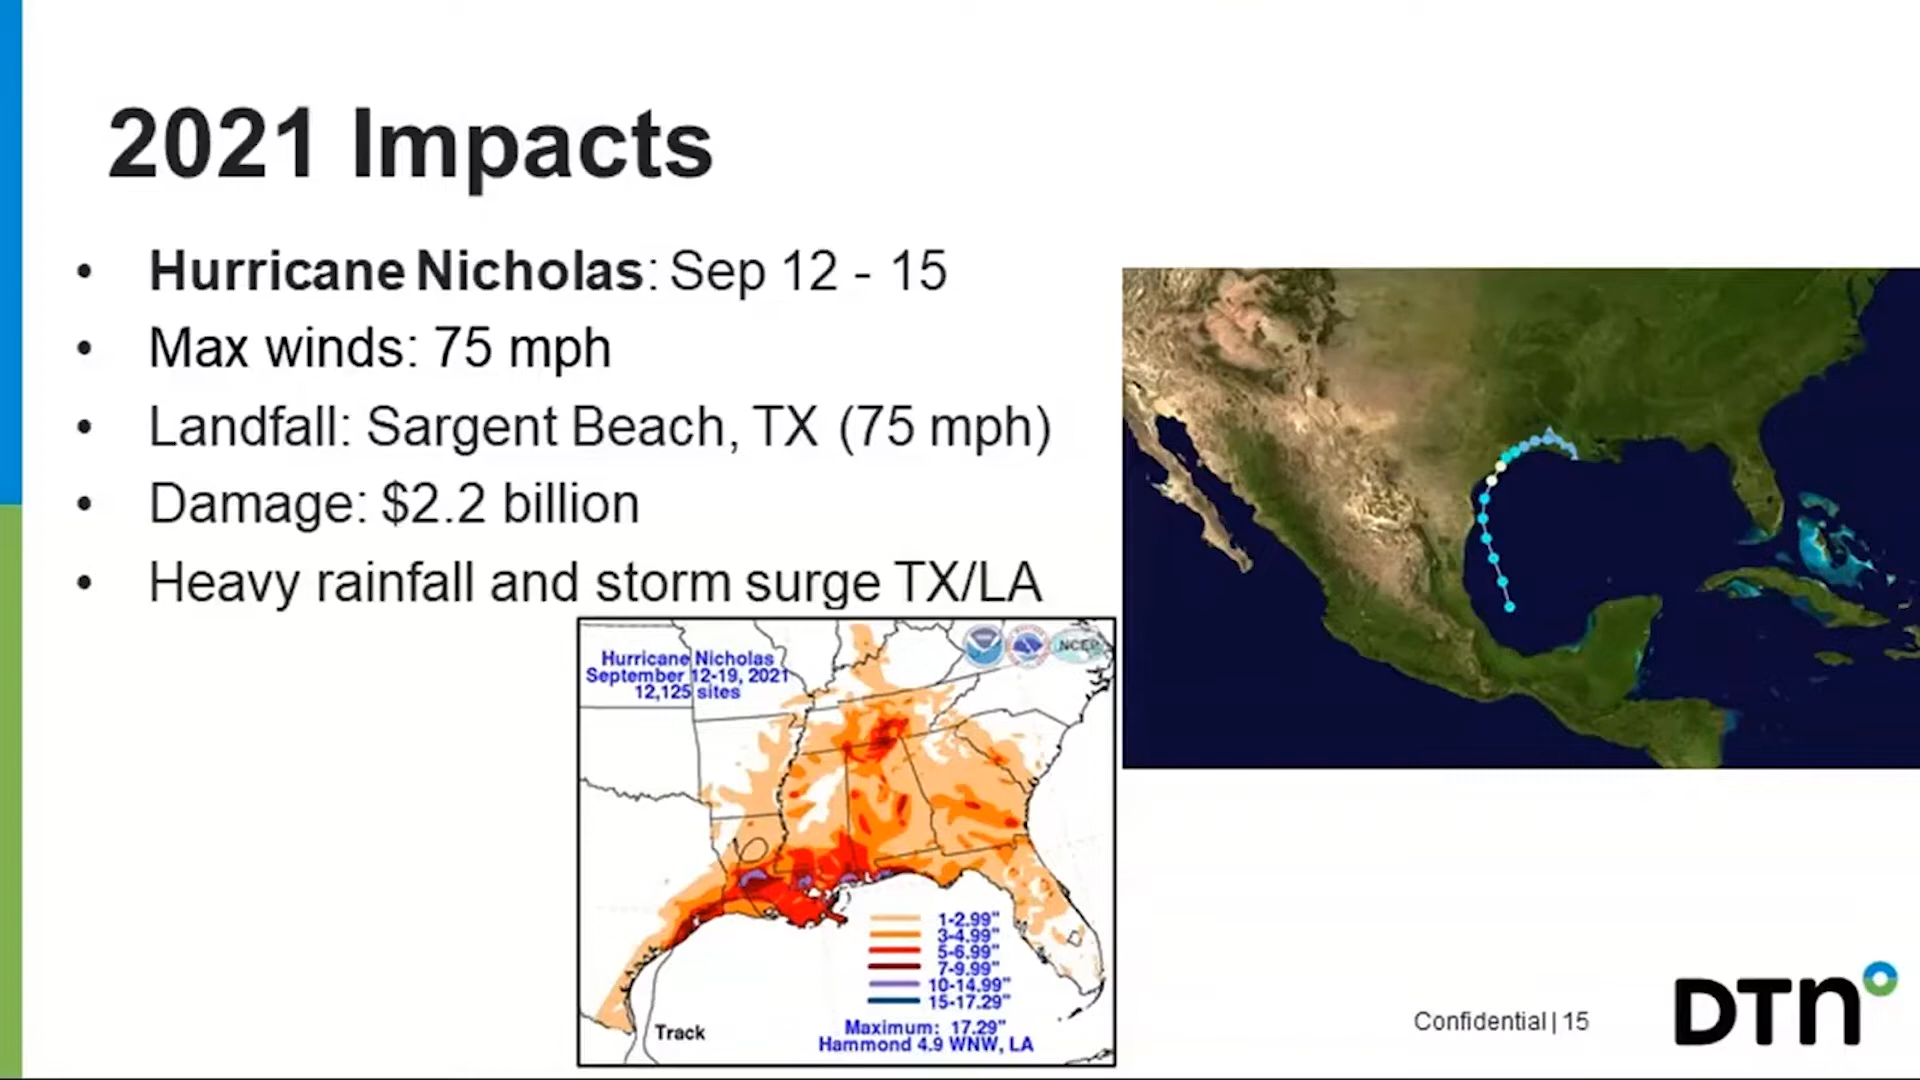 2021 Impacts
• Hurricane Nicholas: Sep 12 - 15
• Max winds: 75 mph
• Landfall: Sargent Beach, TX (75 mph)
• Damage: $2.2 billion
• Heavy rainfall and storm surge TX/LA
Hurricane Nicholas
September 12-19, 2021
12,125 sites
NCEP
1-2.99"
3-4.99"
5-6.99"
7-9.99"
10-14.99"
15-17.29"
Maximum: 17.29"
Hammond 4.9 WNW, LA
Track
Confidential | 15
DTN